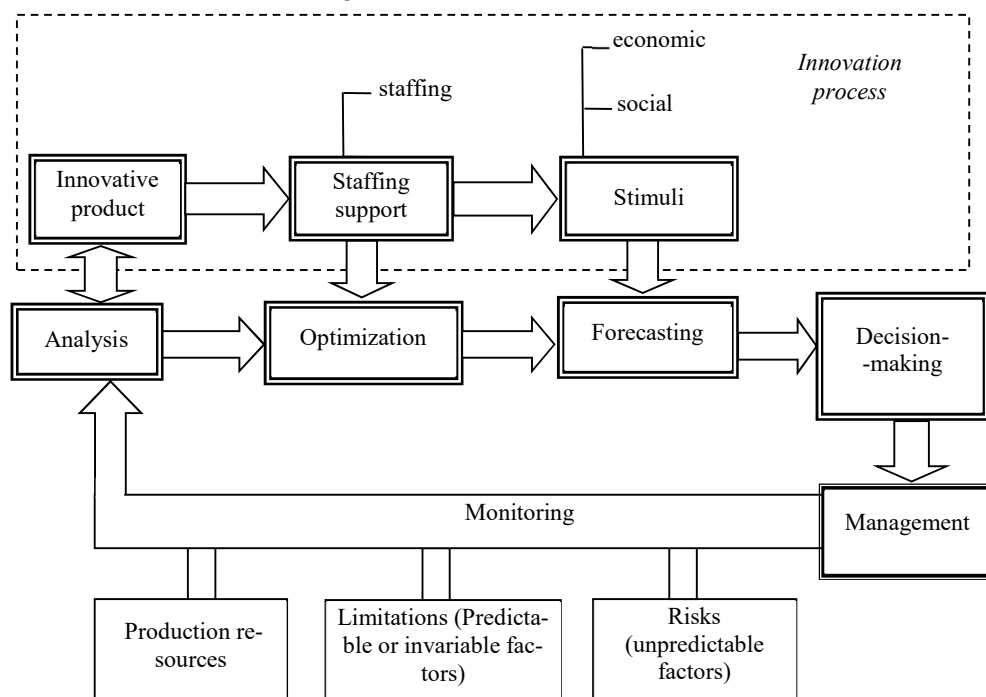 economic
Innovation
process
staffing
social
Innovative
product
Staffing
support
Stimuli
Analysis
Optimization
Forecasting
Decision-
-making
Monitoring
Management
Production re-
sources
Limitations (Predicta-
ble or invariable fac-
tors)
Risks
(unpredictable
factors)